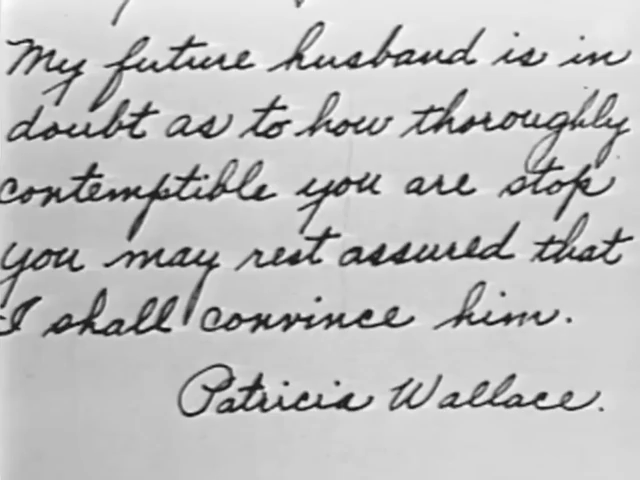 My future husband is in
doubt as to how thoroughly
contemptible you are stop
you may rest assured that
I shall convince him.
Patricia Wallace.